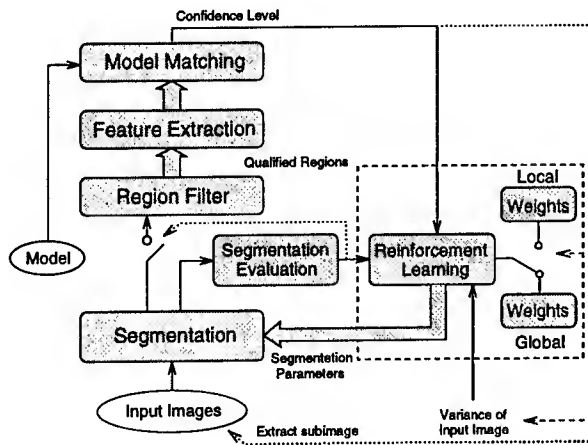 Confidence Level
Model Matching
Feature Extraction
Qualified Regions
Region Filter
Local
Weights
Model
Segmentation
Evaluation
Reinforcement
Learning
Segmentation
Weights
Global
Segmentetion
Parameters
Input Images
Extract subimage
Variance of
Input Image